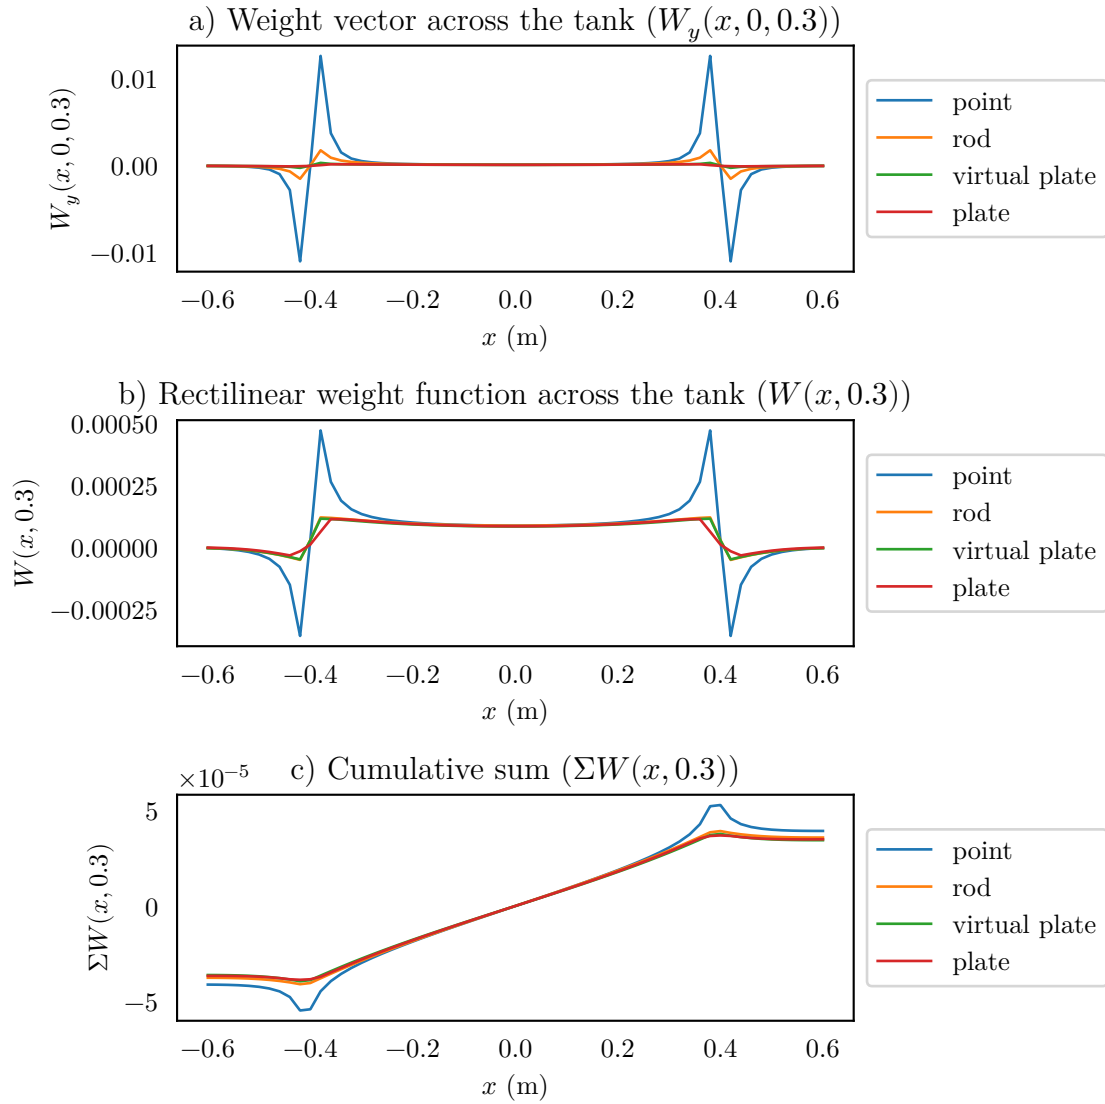 a) Weight vector across the tank (W_y(x, 0, 0.3))
W_y(x, 0, 0.3)
0.01
0.00
−0.01
−0.6 −0.4 −0.2 0.0 0.2 0.4 0.6
x (m)
point
rod
virtual plate
plate
b) Rectilinear weight function across the tank (W(x, 0.3))
W(x, 0.3)
0.00050
0.00025
0.00000
−0.00025
−0.6 −0.4 −0.2 0.0 0.2 0.4 0.6
x (m)
point
rod
virtual plate
plate
×10⁻⁵ c) Cumulative sum (ΣW(x, 0.3))
ΣW(x, 0.3)
5
0
−5
−0.6 −0.4 −0.2 0.0 0.2 0.4 0.6
x (m)
point
rod
virtual plate
plate